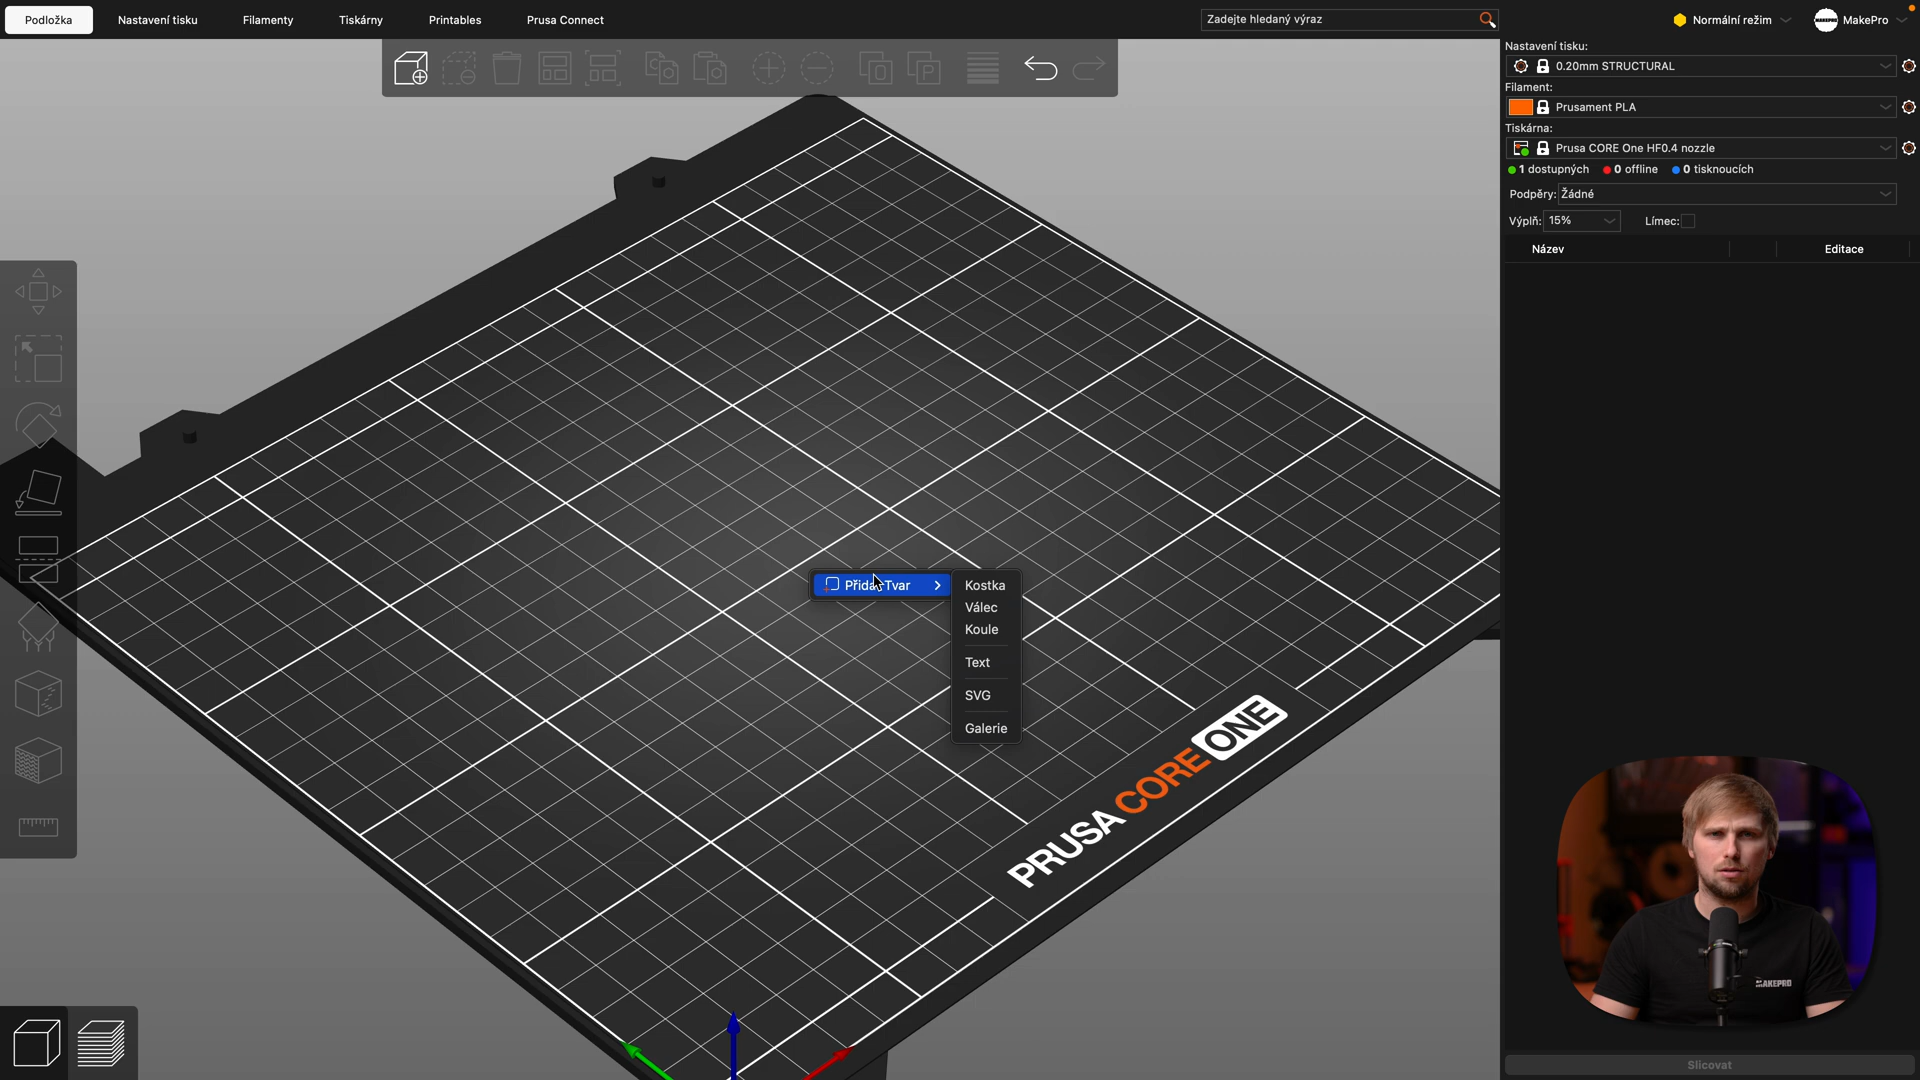 Podložka
Nastavení tisku
Filamenty
Tiskárny
Printables
Prusa Connect
Zadejte hledaný výraz
Normální režim
MakePro
Nastavení tisku:
0.20mm STRUCTURAL
Filament:
Prusament PLA
Tiskárna:
Prusa CORE One HF0.4 nozzle
1 dostupných
0 offline
0 tisknoucích
Podpěry: Žádné
Výplň: 15%
Límec:
Název
Editace
Přidat Tvar
Kostka
Válec
Koule
Text
SVG
Galerie
PRUSA CORE ONE
MAKEPRO
Slicovat